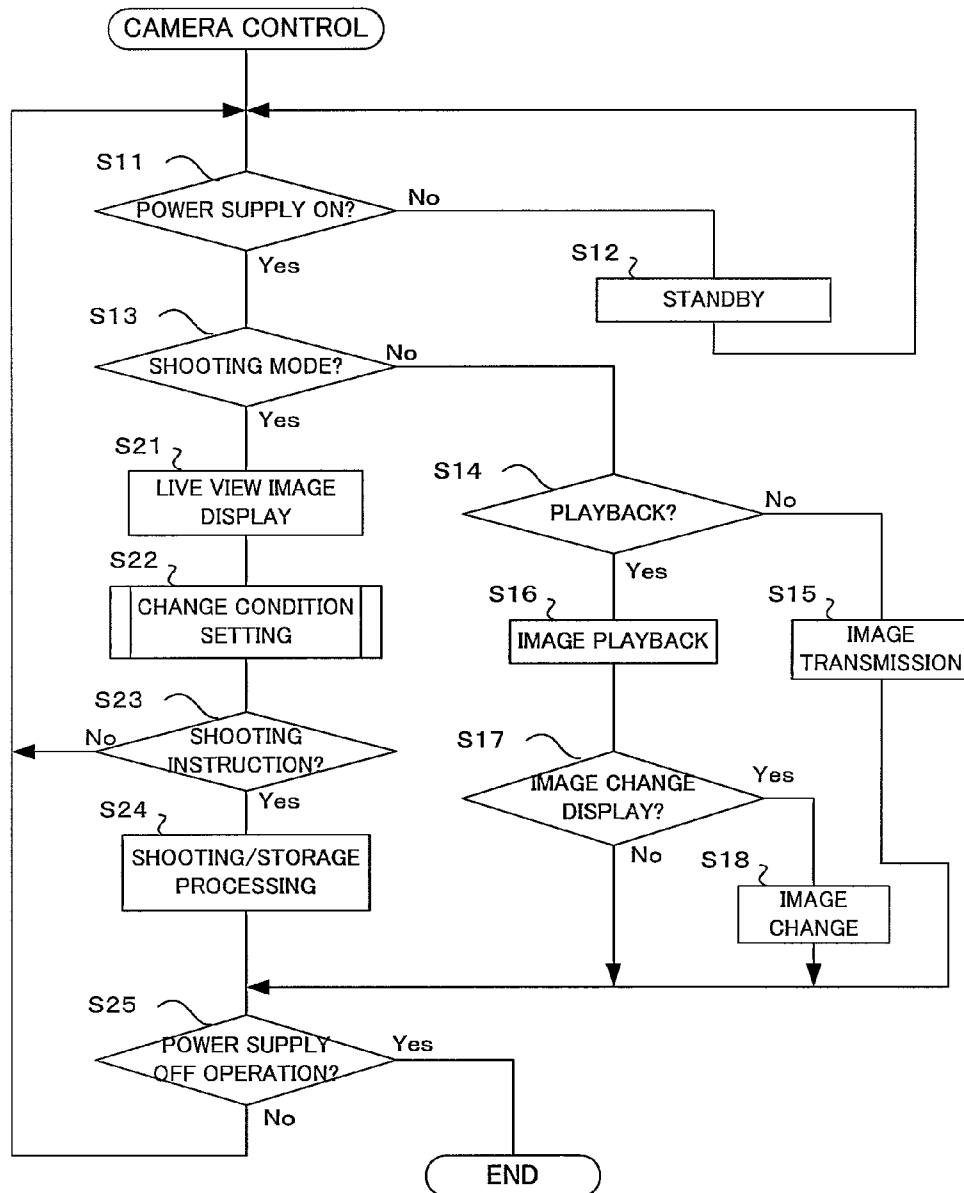 CAMERA CONTROL
S11
POWER SUPPLY ON?
No
Yes
S12
STANDBY
S13
SHOOTING MODE?
No
Yes
S21
LIVE VIEW IMAGE
DISPLAY
S14
PLAYBACK?
No
Yes
S22
CHANGE CONDITION
SETTING
S16
IMAGE PLAYBACK
S15
IMAGE
TRANSMISSION
S23
SHOOTING
INSTRUCTION?
No
Yes
S17
IMAGE CHANGE
DISPLAY?
Yes
No
S24
SHOOTING/STORAGE
PROCESSING
S18
IMAGE
CHANGE
S25
POWER SUPPLY
OFF OPERATION?
Yes
No
END